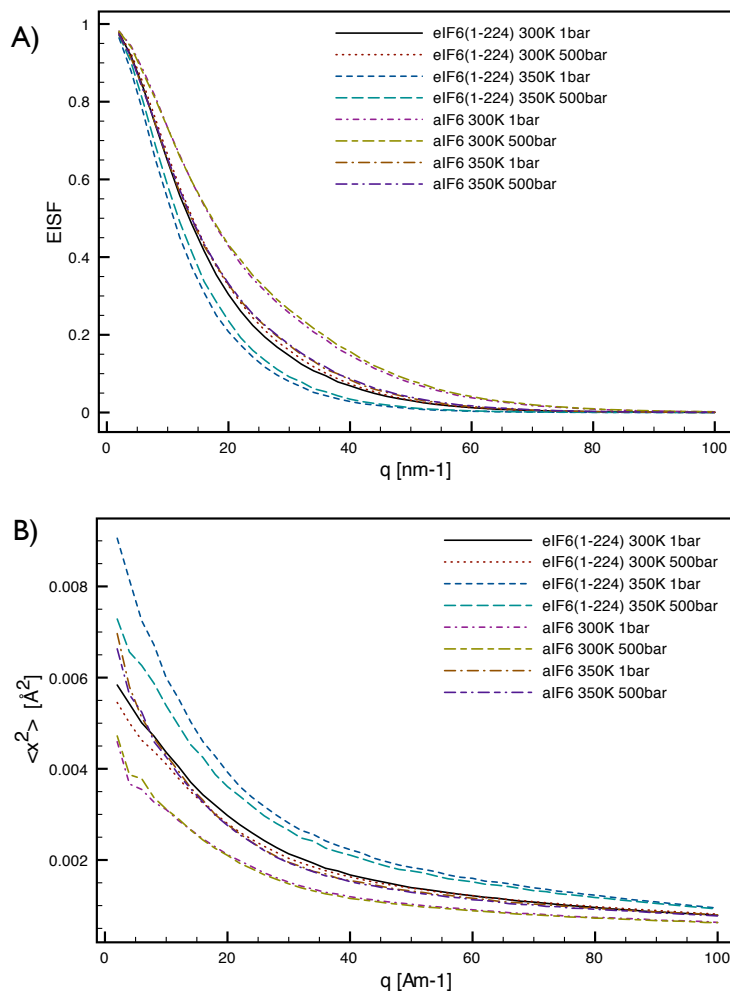 A)
1
0.8
0.6
0.4
0.2
0
EISF
eIF6(1-224) 300K 1bar
eIF6(1-224) 300K 500bar
eIF6(1-224) 350K 1bar
eIF6(1-224) 350K 500bar
aIF6 300K 1bar
aIF6 300K 500bar
aIF6 350K 1bar
aIF6 350K 500bar
0 20 40 60 80 100
q [nm-1]
B)
0.008
0.006
0.004
0.002
<x²> [Å²]
eIF6(1-224) 300K 1bar
eIF6(1-224) 300K 500bar
eIF6(1-224) 350K 1bar
eIF6(1-224) 350K 500bar
aIF6 300K 1bar
aIF6 300K 500bar
aIF6 350K 1bar
aIF6 350K 500bar
0 20 40 60 80 100
q [Am-1]